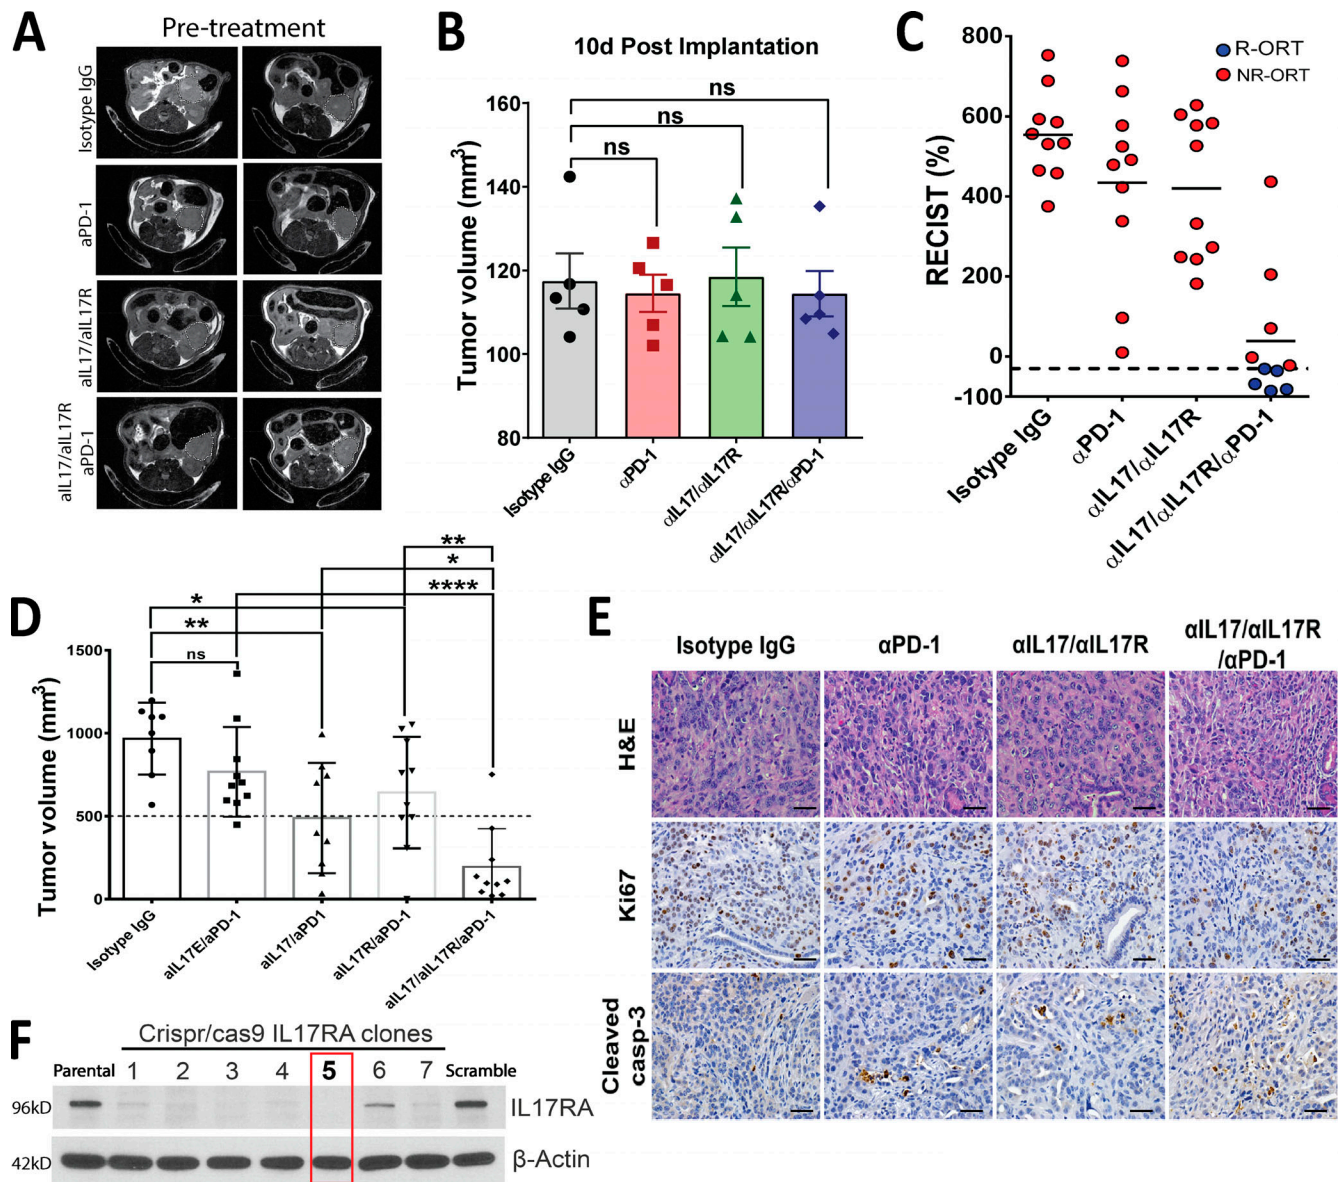 A
Pre-treatment
Isotype IgG
aPD-1
aIL17/aIL17R
aIL17/aIL17R
aPD-1
B
10d Post Implantation
ns
ns
ns
Tumor volume (mm³)
160
140
120
100
80
Isotype IgG
αPD-1
αIL17/αIL17R
αIL17/αIL17R/αPD-1
C
R-ORT
NR-ORT
RECIST (%)
800
600
400
200
0
-100
Isotype IgG
αPD-1
αIL17/αIL17R
αIL17/αIL17R/αPD-1
D
**
*
****
*
**
ns
Tumor volume (mm³)
1500
1000
500
0
Isotype IgG
aIL17E/aPD-1
aIL17/aPD1
aIL17R/aPD-1
aIL17/aIL17R/aPD-1
E
Isotype IgG
αPD-1
αIL17/αIL17R
αIL17/αIL17R
/αPD-1
H&E
Ki67
Cleaved
casp-3
F
Crispr/cas9 IL17RA clones
Parental 1 2 3 4 5 6 7 Scramble
96kD
IL17RA
42kD
β-Actin